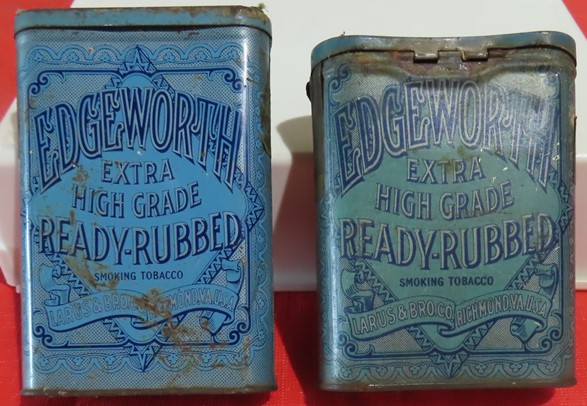 EDGEWORTH
EXTRA
HIGH GRADE
READY-RUBBED
SMOKING TOBACCO
LARUS & BRO. RICHMOND, VA. U.S.A
EDGEWORTH
EXTRA
HIGH GRADE
READY-RUBBED
SMOKING TOBACCO
LARUS & BRO.CO. RICHMOND, VA. U.S.A